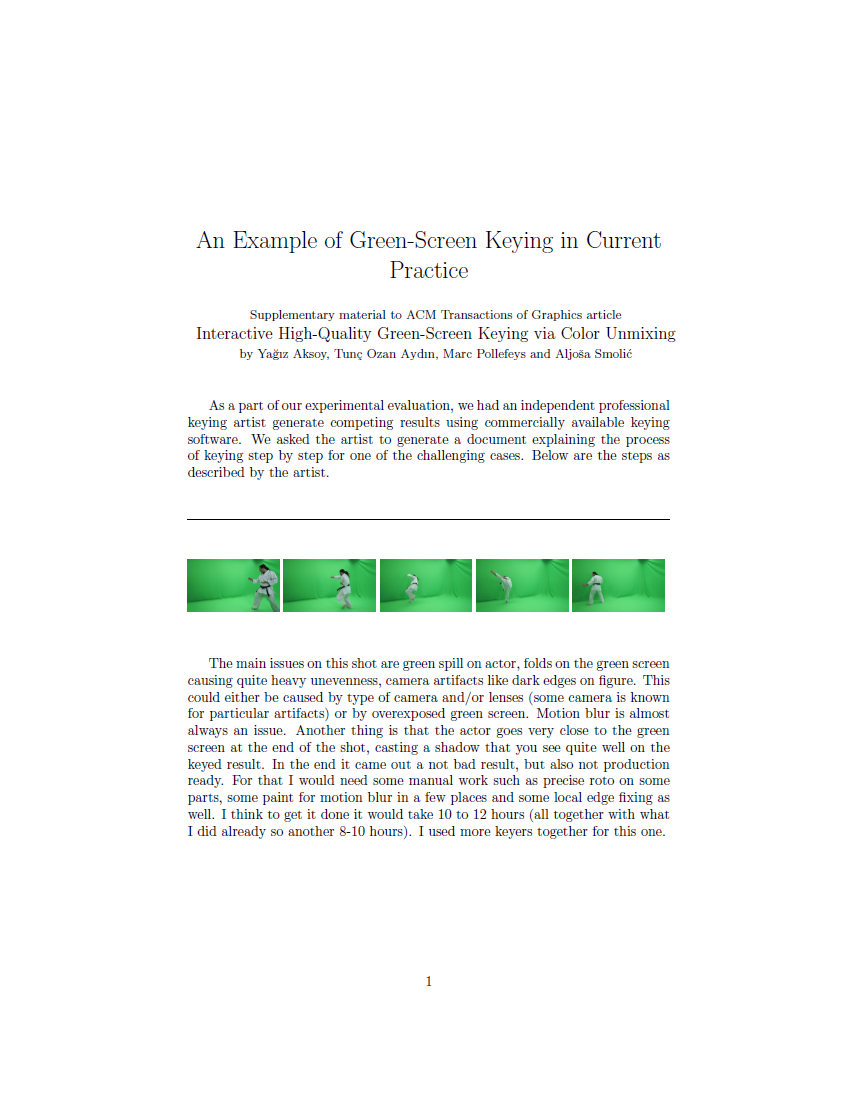 An Example of Green-Screen Keying in Current
Practice
Supplementary material to ACM Transactions of Graphics article
Interactive High-Quality Green-Screen Keying via Color Unmixing
by Yağız Aksoy, Tunç Ozan Aydın, Marc Pollefeys and Aljoša Smolić
As a part of our experimental evaluation, we had an independent professional
keying artist generate competing results using commercially available keying
software. We asked the artist to generate a document explaining the process
of keying step by step for one of the challenging cases. Below are the steps as
described by the artist.
The main issues on this shot are green spill on actor, folds on the green screen
causing quite heavy unevenness, camera artifacts like dark edges on figure. This
could either be caused by type of camera and/or lenses (some camera is known
for particular artifacts) or by overexposed green screen. Motion blur is almost
always an issue. Another thing is that the actor goes very close to the green
screen at the end of the shot, casting a shadow that you see quite well on the
keyed result. In the end it came out a not bad result, but also not production
ready. For that I would need some manual work such as precise roto on some
parts, some paint for motion blur in a few places and some local edge fixing as
well. I think to get it done it would take 10 to 12 hours (all together with what
I did already so another 8-10 hours). I used more keyers together for this one.
1